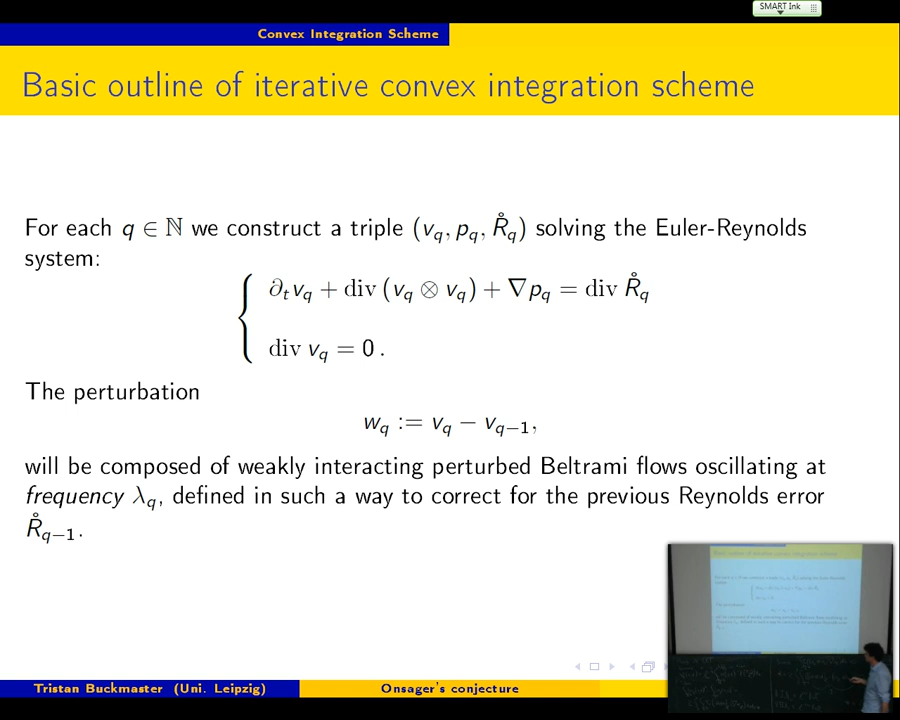 SMART Ink
Convex Integration Scheme
Basic outline of iterative convex integration scheme
For each q ∈ ℕ we construct a triple (v_q, p_q, R̊_q) solving the Euler-Reynolds
system:
{ ∂_t v_q + div (v_q ⊗ v_q) + ∇p_q = div R̊_q
div v_q = 0 .
The perturbation
w_q := v_q − v_{q−1},
will be composed of weakly interacting perturbed Beltrami flows oscillating at
frequency λ_q, defined in such a way to correct for the previous Reynolds error
R̊_{q−1}.
Tristan Buckmaster (Uni. Leipzig)
Onsager's conjecture